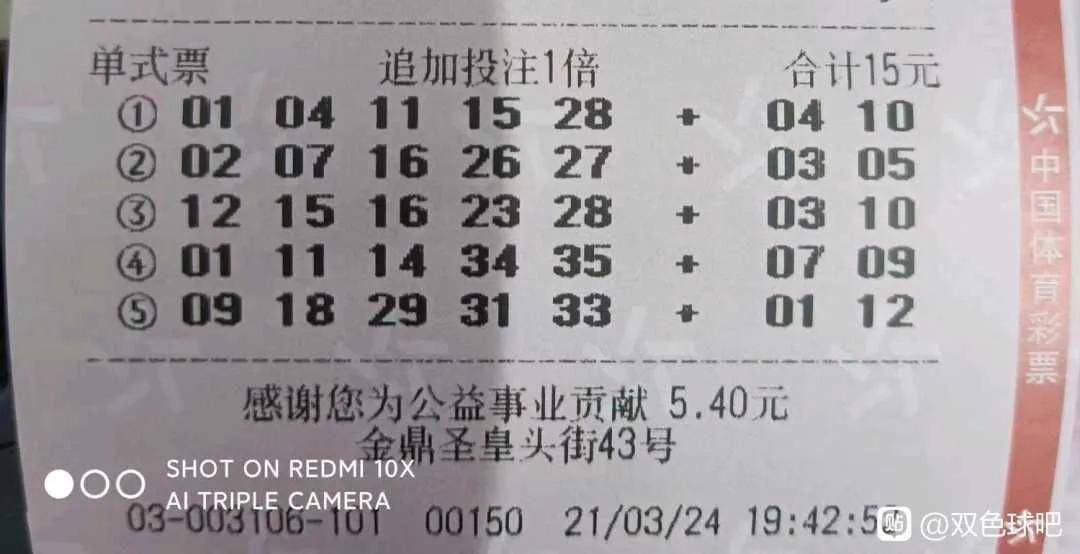 单式票 追加投注1倍 合计15元
① 01 04 11 15 28 + 04 10
② 02 07 16 26 27 + 03 05
③ 12 15 16 23 28 + 03 10
④ 01 11 14 34 35 + 07 09
⑤ 09 18 29 31 33 + 01 12
感谢您为公益事业贡献 5.40元
金鼎圣皇头街43号
03-003106-101 00150 21/03/24
中国体育彩票
SHOT ON REDMI 10X
AI TRIPLE CAMERA
贴 @双色球吧